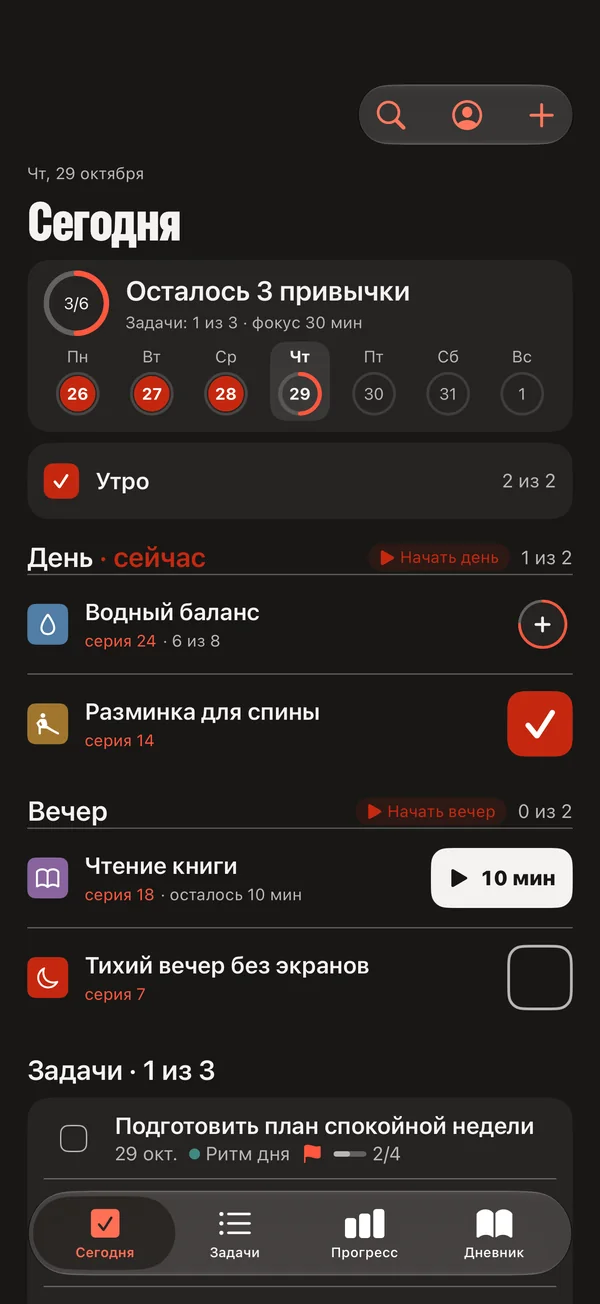 Чт, 29 октября
Сегодня
3/6
Осталось 3 привычки
Задачи: 1 из 3 · фокус 30 мин
Пн Вт Ср Чт Пт Сб Вс
26 27 28 29 30 31 1
Утро 2 из 2
День · сейчас Начать день 1 из 2
Водный баланс
серия 24 · 6 из 8
Разминка для спины
серия 14
Вечер Начать вечер 0 из 2
Чтение книги
серия 18 · осталось 10 мин
10 мин
Тихий вечер без экранов
серия 7
Задачи · 1 из 3
Подготовить план спокойной недели
29 окт. Ритм дня 2/4
Сегодня Задачи Прогресс Дневник